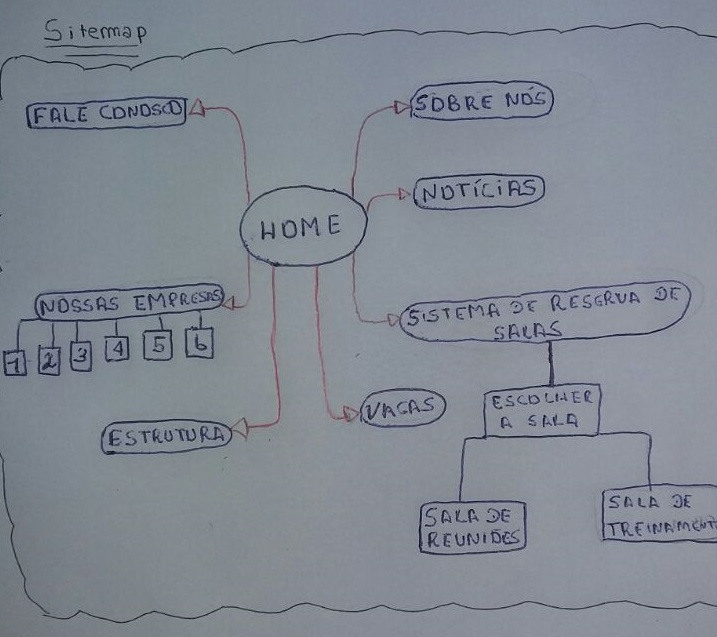 Sitemap
FALE CONOSCO
SOBRE NÓS
NOTÍCIAS
HOME
NOSSAS EMPRESAS
1 2 3 4 5 6
SISTEMA DE RESERVA DE
SALAS
VAGAS
ESTRUTURA
ESCOLHER
A SALA
SALA DE
REUNIÕES
SALA DE
TREINAMENTO